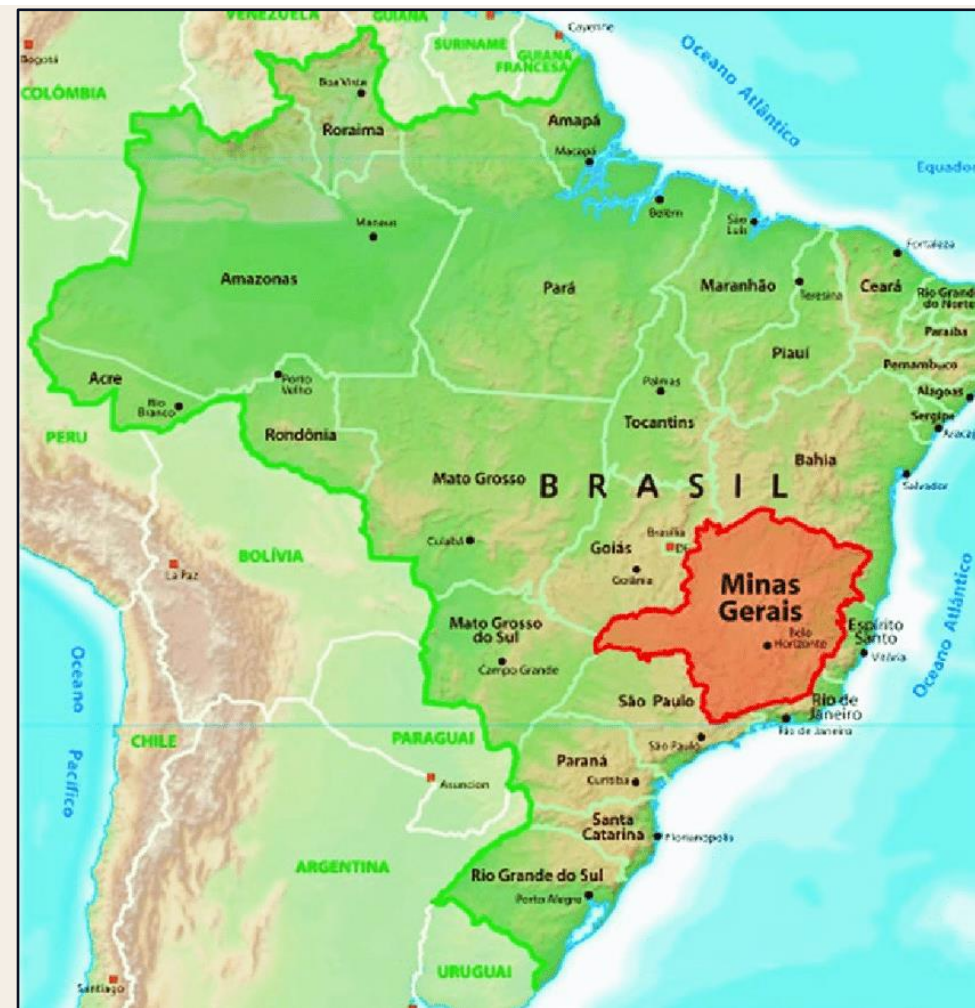 VENEZUELA
GUIANA
Cayenne
SURINAME
GUIANA
FRANCESA
Bogotá
COLÔMBIA
Boa Vista
Roraima
Amapá
Macapá
Oceano Atlântico
Equador
Manaus
Belém
São
Luís
Fortaleza
Amazonas
Pará
Maranhão
Teresina
Ceará
Rio Grande
do Norte
Paraíba
Piauí
Pernambuco
Acre
Rio
Branco
Porto
Velho
Palmas
Tocantins
Alagoas
Sergipe
Aracaj
PERU
Rondônia
Mato Grosso
BRASIL
Bahia
Salvador
Cuiabá
Brasília
DF
Goiás
Goiânia
BOLÍVIA
La Paz
Minas
Gerais
Belo
Horizonte
Espírito
Santo
Vitória
Oceano Atlântico
Mato Grosso
do Sul
Campo Grande
São Paulo
Rio de
Janeiro
Rio de Janeiro
São Paulo
Oceano Pacífico
CHILE
PARAGUAI
Asuncion
Paraná
Curitiba
Santa
Catarina
Florianopolis
ARGENTINA
Rio Grande do Sul
Porto Alegre
URUGUAI
Santiago